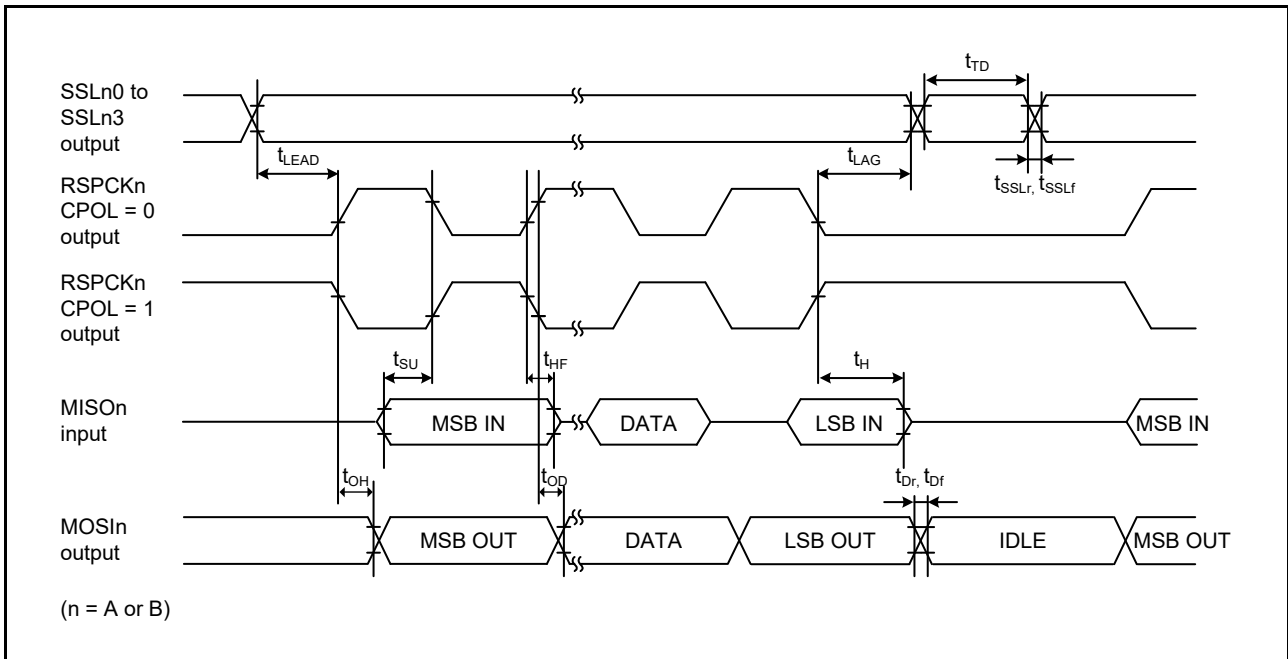 SSLn0 to
SSLn3
output
tTD
tLEAD
tLAG
tSSLr, tSSLf
RSPCKn
CPOL = 0
output
RSPCKn
CPOL = 1
output
tSU
tHF
tH
MISOn
input
MSB IN
DATA
LSB IN
MSB IN
tOH
tOD
tDr, tDf
MOSIn
output
MSB OUT
DATA
LSB OUT
IDLE
MSB OUT
(n = A or B)